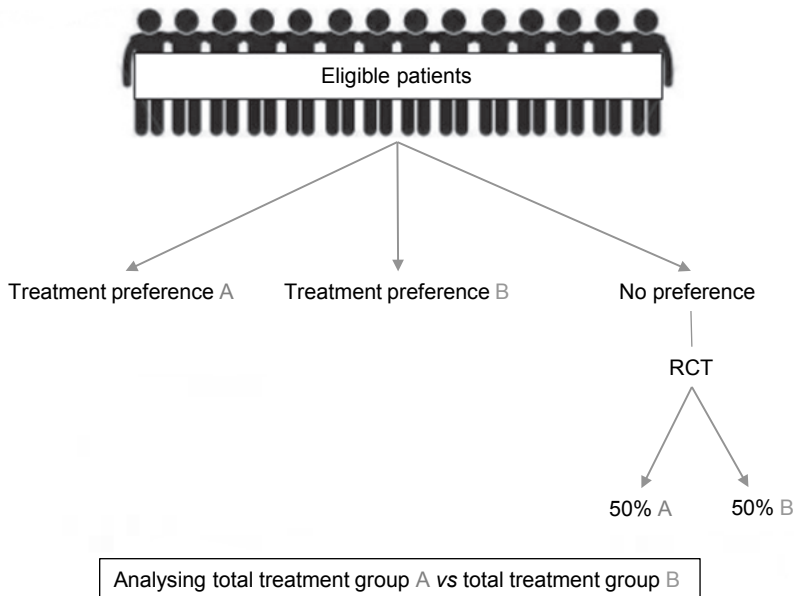 Eligible patients
Treatment preference A
Treatment preference B
No preference
RCT
50% A
50% B
Analysing total treatment group A vs total treatment group B